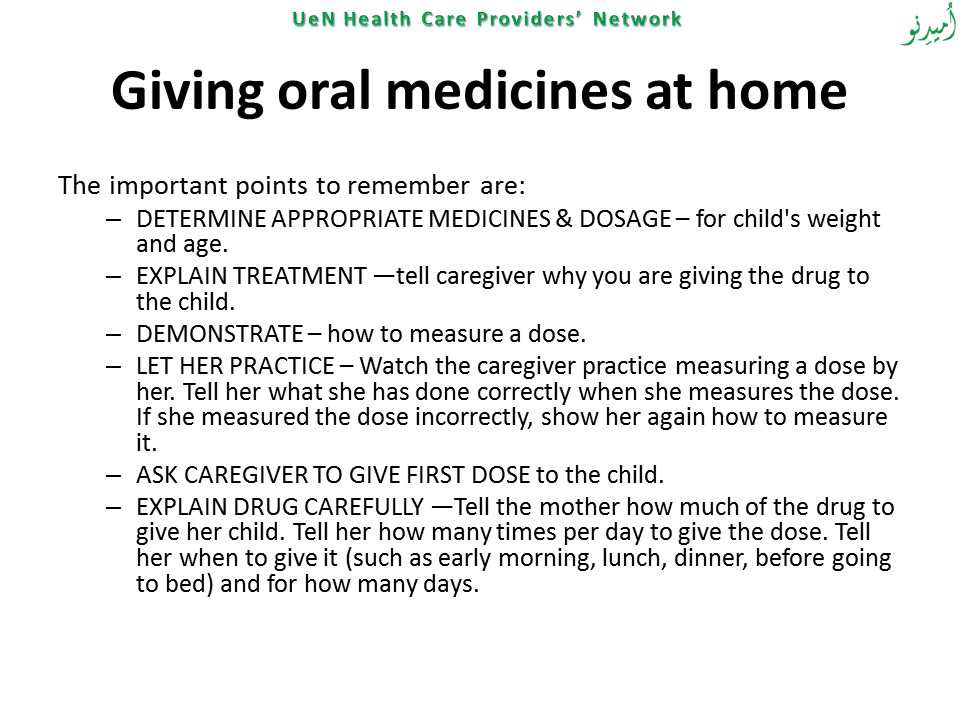 UeN Health Care Providers’ Network
اُمیدِنو
Giving oral medicines at home
The important points to remember are:
– DETERMINE APPROPRIATE MEDICINES & DOSAGE – for child's weight
and age.
– EXPLAIN TREATMENT —tell caregiver why you are giving the drug to
the child.
– DEMONSTRATE – how to measure a dose.
– LET HER PRACTICE – Watch the caregiver practice measuring a dose by
her. Tell her what she has done correctly when she measures the dose.
If she measured the dose incorrectly, show her again how to measure
it.
– ASK CAREGIVER TO GIVE FIRST DOSE to the child.
– EXPLAIN DRUG CAREFULLY —Tell the mother how much of the drug to
give her child. Tell her how many times per day to give the dose. Tell
her when to give it (such as early morning, lunch, dinner, before going
to bed) and for how many days.